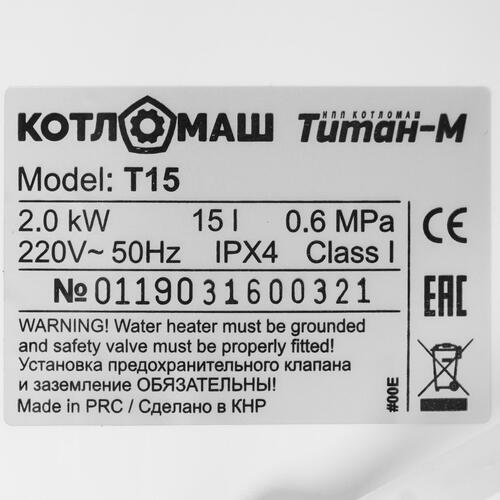 КОТЛОМАШ
НПП КОТЛОМАШ
Титан-М
Model: T15
2.0 kW 15 l 0.6 MPa
220V~ 50Hz IPX4 Class I
№ 0119031600321
WARNING! Water heater must be grounded
and safety valve must be properly fitted!
Установка предохранительного клапана
и заземление ОБЯЗАТЕЛЬНЫ!
Made in PRC / Сделано в КНР
CE
EAC
#00E